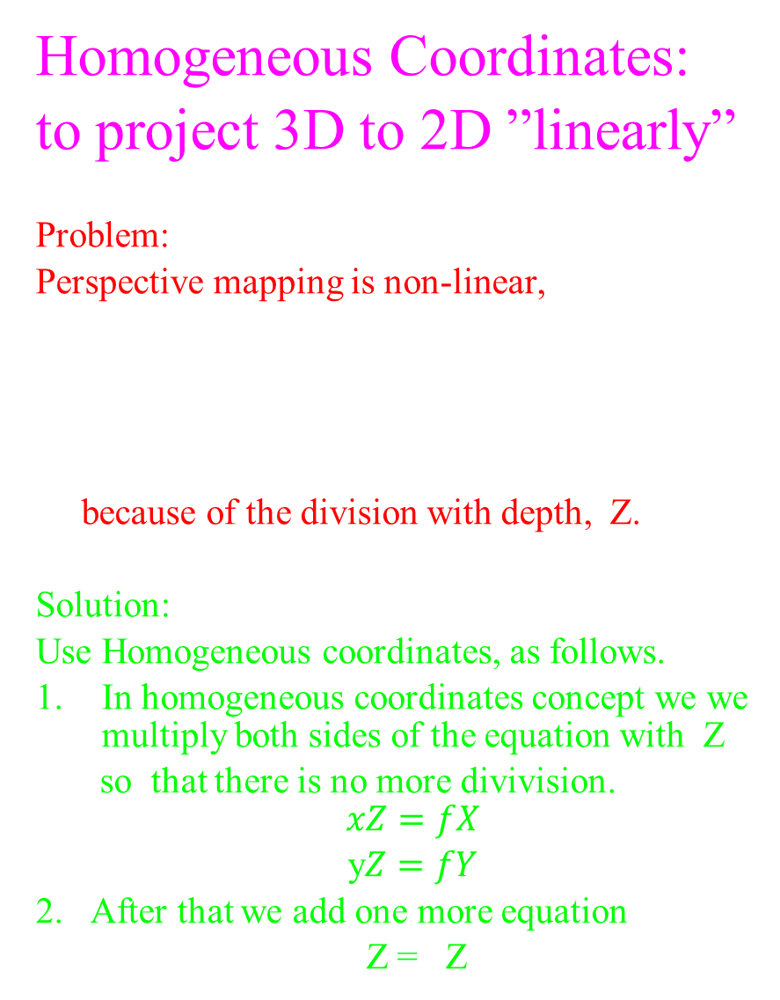 Homogeneous Coordinates:
to project 3D to 2D ”linearly”
Problem:
Perspective mapping is non-linear,
because of the division with depth, Z.
Solution:
Use Homogeneous coordinates, as follows.
1. In homogeneous coordinates concept we we
multiply both sides of the equation with Z
so that there is no more divivision.
xZ = fX
yZ = fY
2. After that we add one more equation
Z = Z